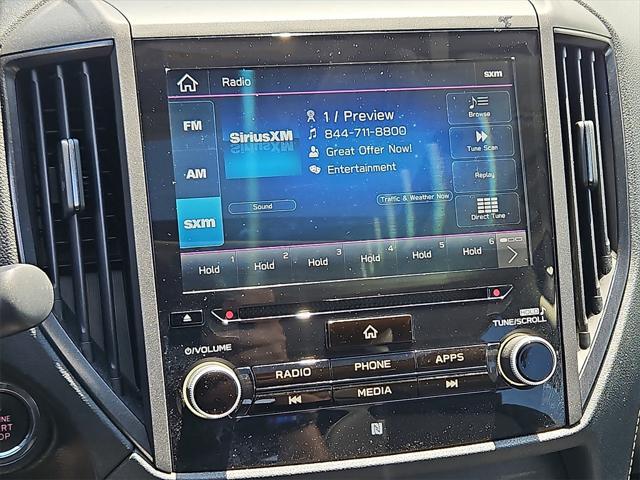 Radio
sxm
FM
AM
sxm
SiriusXM
1 / Preview
844-711-8800
Great Offer Now!
Entertainment
Browse
Tune Scan
Replay
Direct Tune
Sound
Traffic & Weather Now
1 Hold
2 Hold
3 Hold
4 Hold
5 Hold
6 Hold
VOLUME
TUNE/SCROLL
RADIO
PHONE
APPS
MEDIA
N